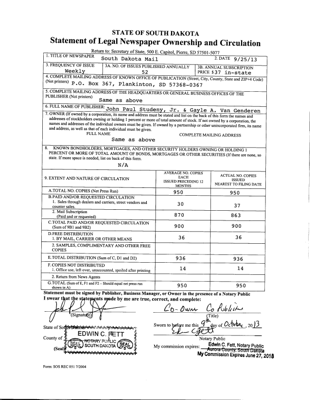 STATE OF SOUTH DAKOTA
Statement of Legal Newspaper Ownership and Circulation
Return to: Secretary of State, 500 E. Capitol, Pierre, SD 57501-5077
1. TITLE OF NEWSPAPER South Dakota Mail 2. DATE 9/25/13
3. FREQUENCY OF ISSUE Weekly
3A. NO. OF ISSUES PUBLISHED ANNUALLY 52
3B. ANNUAL SUBSCRIPTION PRICE $37 in-state
4. COMPLETE MAILING ADDRESS OF KNOWN OFFICE OF PUBLICATION (Street, City, County, State and ZIP+4 Code)
(Not printers) P.O. Box 367, Plankinton, SD 57368-0367
5. COMPLETE MAILING ADDRESS OF THE HEADQUARTERS OR GENERAL BUSINESS OFFICES OF THE
PUBLISHER (Not printers)
Same as above
6. FULL NAME OF PUBLISHER: John Paul Studeny, Jr. & Gayle A. Van Genderen
7. OWNER (If owned by a corporation, its name and address must be stated and list on the back of this form the names and
addresses of stockholders owning or holding 1 percent or more of total amount of stock. If not owned by a corporation, the
names and addresses of the individual owners must be given. If owned by a partnership or other unincorporated firm, its name
and address, as well as that of each individual must be given.
FULL NAME COMPLETE MAILING ADDRESS
Same as above
8. KNOWN BONDHOLDERS, MORTGAGEES, AND OTHER SECURITY HOLDERS OWNING OR HOLDING 1
PERCENT OR MORE OF TOTAL AMOUNT OF BONDS, MORTGAGES OR OTHER SECURITIES (If there are none, so
state. If more space is needed, list on back of this form.
N/A
9. EXTENT AND NATURE OF CIRCULATION
AVERAGE NO. COPIES EACH ISSUED PRECEDING 12 MONTHS
ACTUAL NO. COPIES ISSUED NEAREST TO FILING DATE
A.TOTAL NO. COPIES (Net Press Run) 950 950
B.PAID AND/OR REQUESTED CIRCULATION
1. Sales through dealers and carriers, street vendors and
counter sales. 30 37
2. Mail Subscription
(Paid and or requested) 870 863
C.TOTAL PAID AND/OR REQUESTED CIRCULATION
(Sum of 9B1 and 9B2) 900 900
D.FREE DISTRIBUTION
1. BY MAIL, CARRIER OR OTHER MEANS 36 36
2. SAMPLES, COMPLIMENTARY AND OTHER FREE
COPIES
E. TOTAL DISTRIBUTION (Sum of C, D1 and D2) 936 936
F. COPIES NOT DISTRIBUTED
1. Office use, left over, unaccounted, spoiled after printing 14 14
2. Return from News Agents
G.TOTAL (Sum of E, F1 and F2 - Should equal net press run
shown in A) 950 950
Statement must be signed by Publisher, Business Manager, or Owner in the presence of a Notary Public
I swear that the statements made by me are true, correct, and complete:
Co-Owner
(Signature) (Title)
State of South
County of
EDWIN C. PETT
NOTARY PUBLIC
SEAL SOUTH DAKOTA SEAL
(Seal)
Sworn to before me this 9th day of October, 2013
Notary Public
My commission expires: Edwin C. Pett, Notary Public
Aurora County, South Dakota
My Commission Expires June 27, 2018
Form: SOS REC 051 7/2004